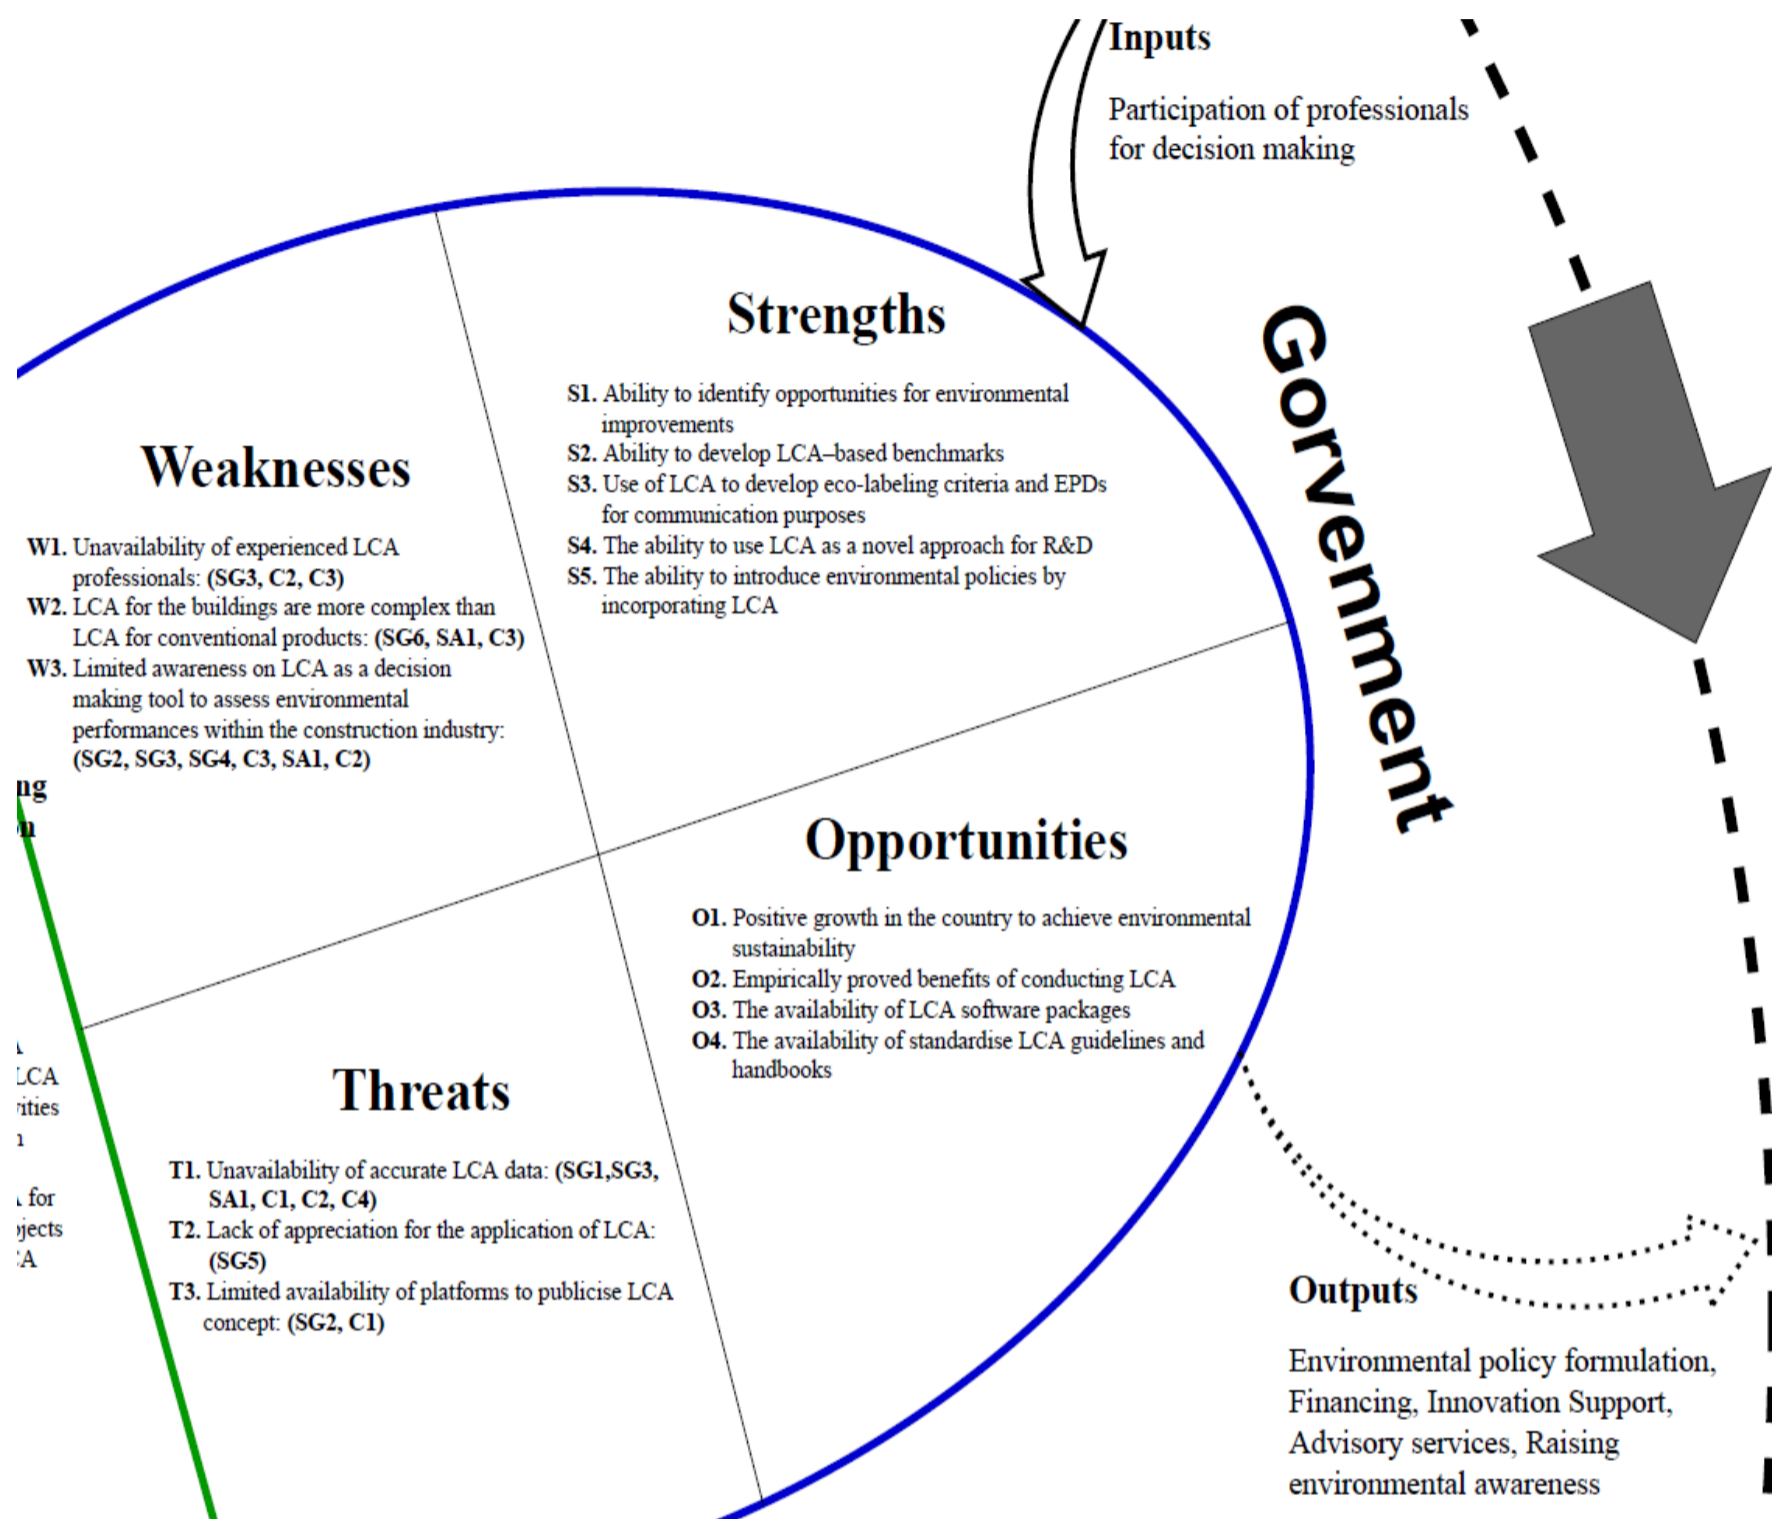 Inputs
Participation of professionals
for decision making
Strengths
S1. Ability to identify opportunities for environmental
improvements
S2. Ability to develop LCA–based benchmarks
S3. Use of LCA to develop eco-labeling criteria and EPDs
for communication purposes
S4. The ability to use LCA as a novel approach for R&D
S5. The ability to introduce environmental policies by
incorporating LCA
Gorvenment
Weaknesses
W1. Unavailability of experienced LCA
professionals: (SG3, C2, C3)
W2. LCA for the buildings are more complex than
LCA for conventional products: (SG6, SA1, C3)
W3. Limited awareness on LCA as a decision
making tool to assess environmental
performances within the construction industry:
(SG2, SG3, SG4, C3, SA1, C2)
Opportunities
O1. Positive growth in the country to achieve environmental
sustainability
O2. Empirically proved benefits of conducting LCA
O3. The availability of LCA software packages
O4. The availability of standardise LCA guidelines and
handbooks
LCA
for
Threats
T1. Unavailability of accurate LCA data: (SG1,SG3,
SA1, C1, C2, C4)
T2. Lack of appreciation for the application of LCA:
(SG5)
T3. Limited availability of platforms to publicise LCA
concept: (SG2, C1)
Outputs
Environmental policy formulation,
Financing, Innovation Support,
Advisory services, Raising
environmental awareness